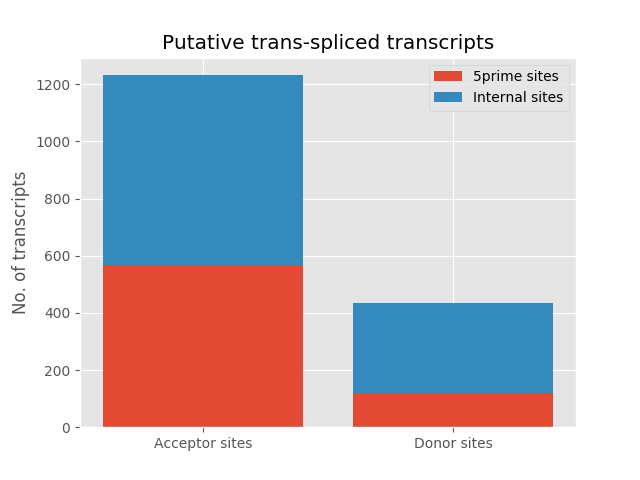 Putative trans-spliced transcripts
5prime sites
Internal sites
No. of transcripts
1200
1000
800
600
400
200
0
Acceptor sites
Donor sites